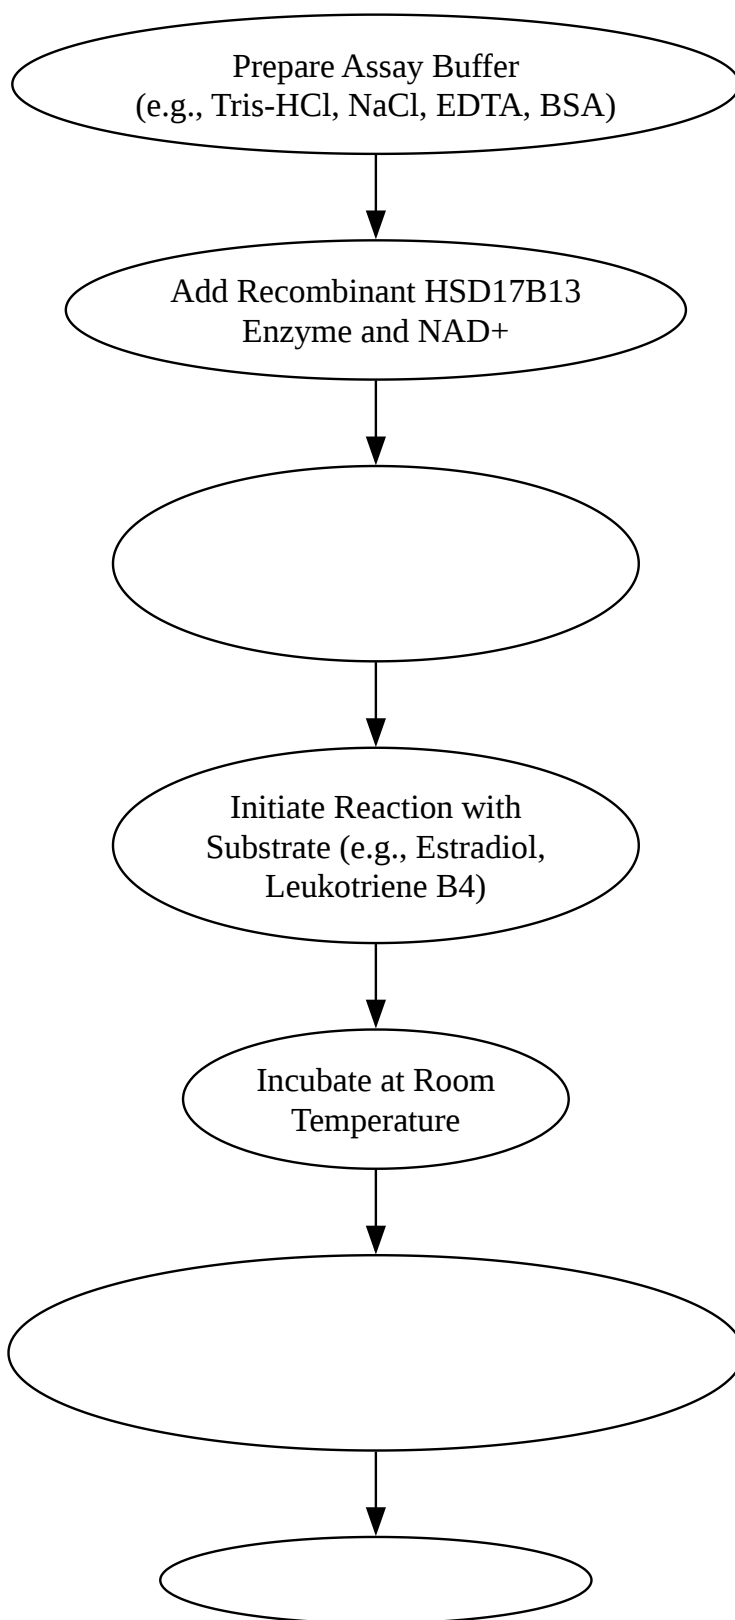 Prepare Assay Buffer
(e.g., Tris-HCl, NaCl, EDTA, BSA)
Add Recombinant HSD17B13
Enzyme and NAD+
Initiate Reaction with
Substrate (e.g., Estradiol,
Leukotriene B4)
Incubate at Room
Temperature